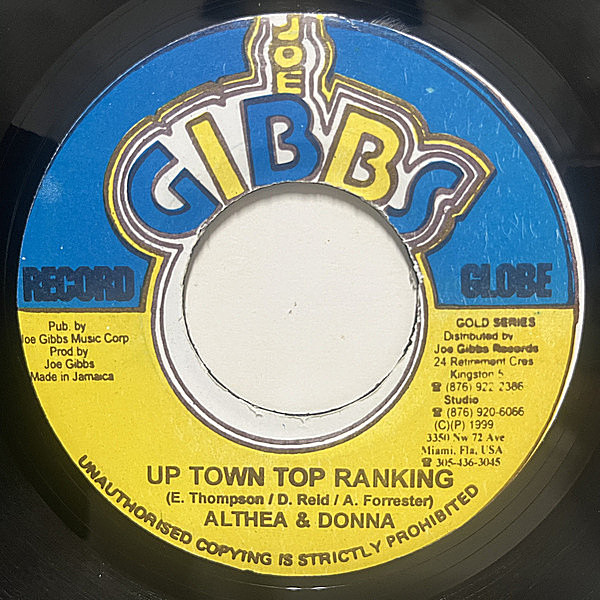 JOE
GIBBS
RECORD GLOBE
Pub. by
Joe Gibbs Music Corp
Prod by
Joe Gibbs
Made in Jamaica
GOLD SERIES
Distributed by
Joe Gibbs Records
24 Retirement Cres
Kingston 5.
☎ (876) 922 2386
Studio
☎ (876) 920-6066
(C)(P) 1999
3350 Nw 72 Ave
Miami, Fla, USA
☎ 305-436-3045
UP TOWN TOP RANKING
(E. Thompson / D. Reid / A. Forrester)
ALTHEA & DONNA
UNAUTHORISED COPYING IS STRICTLY PROHIBITED